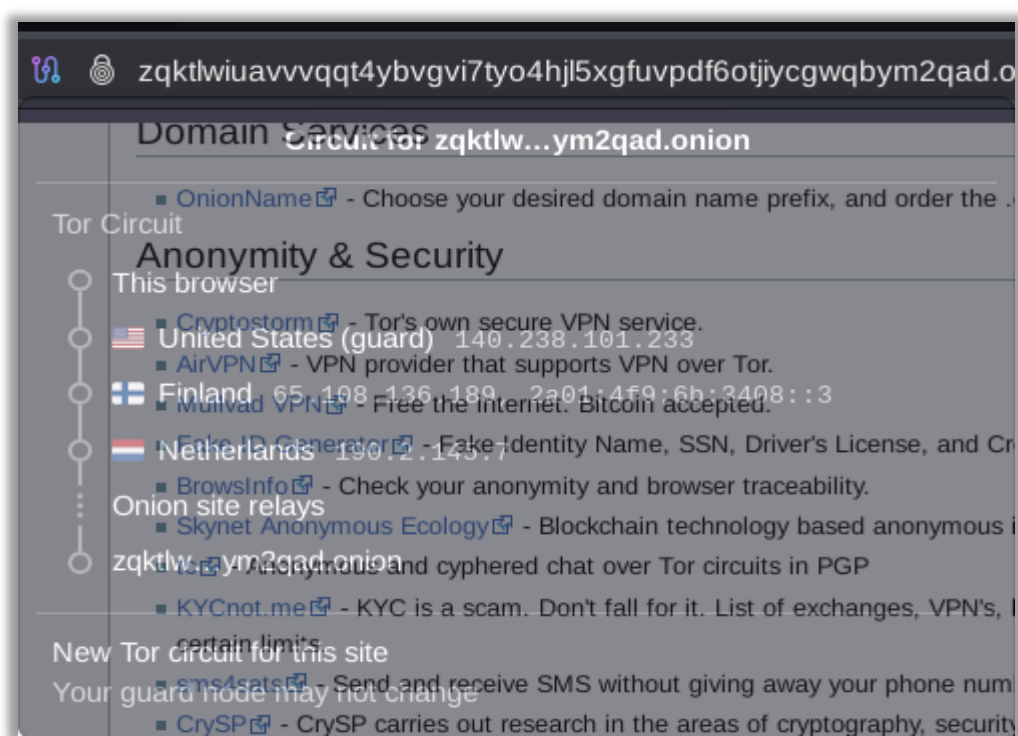 zqktlwiuavvvqqt4ybvgvi7tyo4hjl5xgfuvpdf6otjiycgwqbym2qad.o
Domain Services
Circuit for zqktlw...ym2qad.onion
OnionName - Choose your desired domain name prefix, and order the .
Tor Circuit
Anonymity & Security
This browser
Cryptostorm - Tor's own secure VPN service.
United States (guard) 140.238.101.233
AirVPN - VPN provider that supports VPN over Tor.
Finland 65.108.136.189, 2a01:4f9:6b:3408::3
Mullvad VPN - Free the Internet. Bitcoin accepted.
Fake ID Generator - Fake Identity Name, SSN, Driver's License, and Cr
Netherlands 190.2.145.7
BrowsInfo - Check your anonymity and browser traceability.
Onion site relays
Skynet Anonymous Ecology - Blockchain technology based anonymous i
zqktlw...ym2qad.onion
- Anonymous and cyphered chat over Tor circuits in PGP
KYCnot.me - KYC is a scam. Don't fall for it. List of exchanges, VPN's,
certain limits.
New Tor circuit for this site
sms4sats - Send and receive SMS without giving away your phone num
Your guard node may not change
CrySP - CrySP carries out research in the areas of cryptography, security